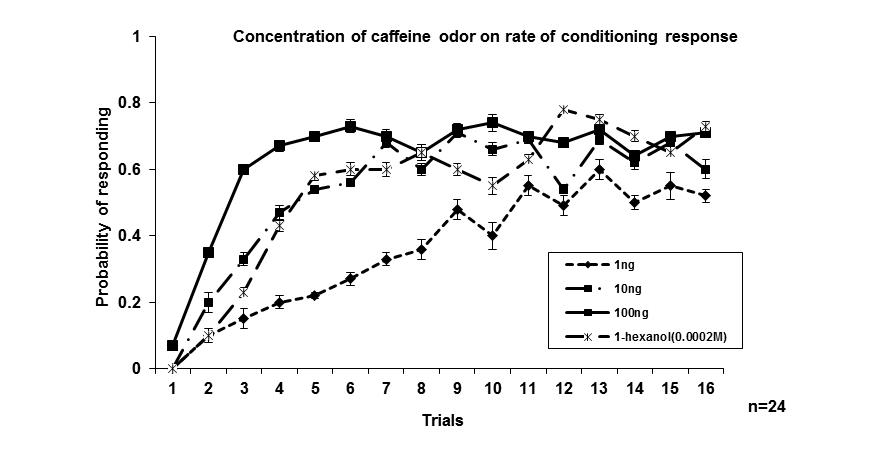 Concentration of caffeine odor on rate of conditioning response
Probability of responding
1
0.8
0.6
0.4
0.2
0
1 2 3 4 5 6 7 8 9 10 11 12 13 14 15 16
Trials
1ng
10ng
100ng
1-hexanol(0.0002M)
n=24